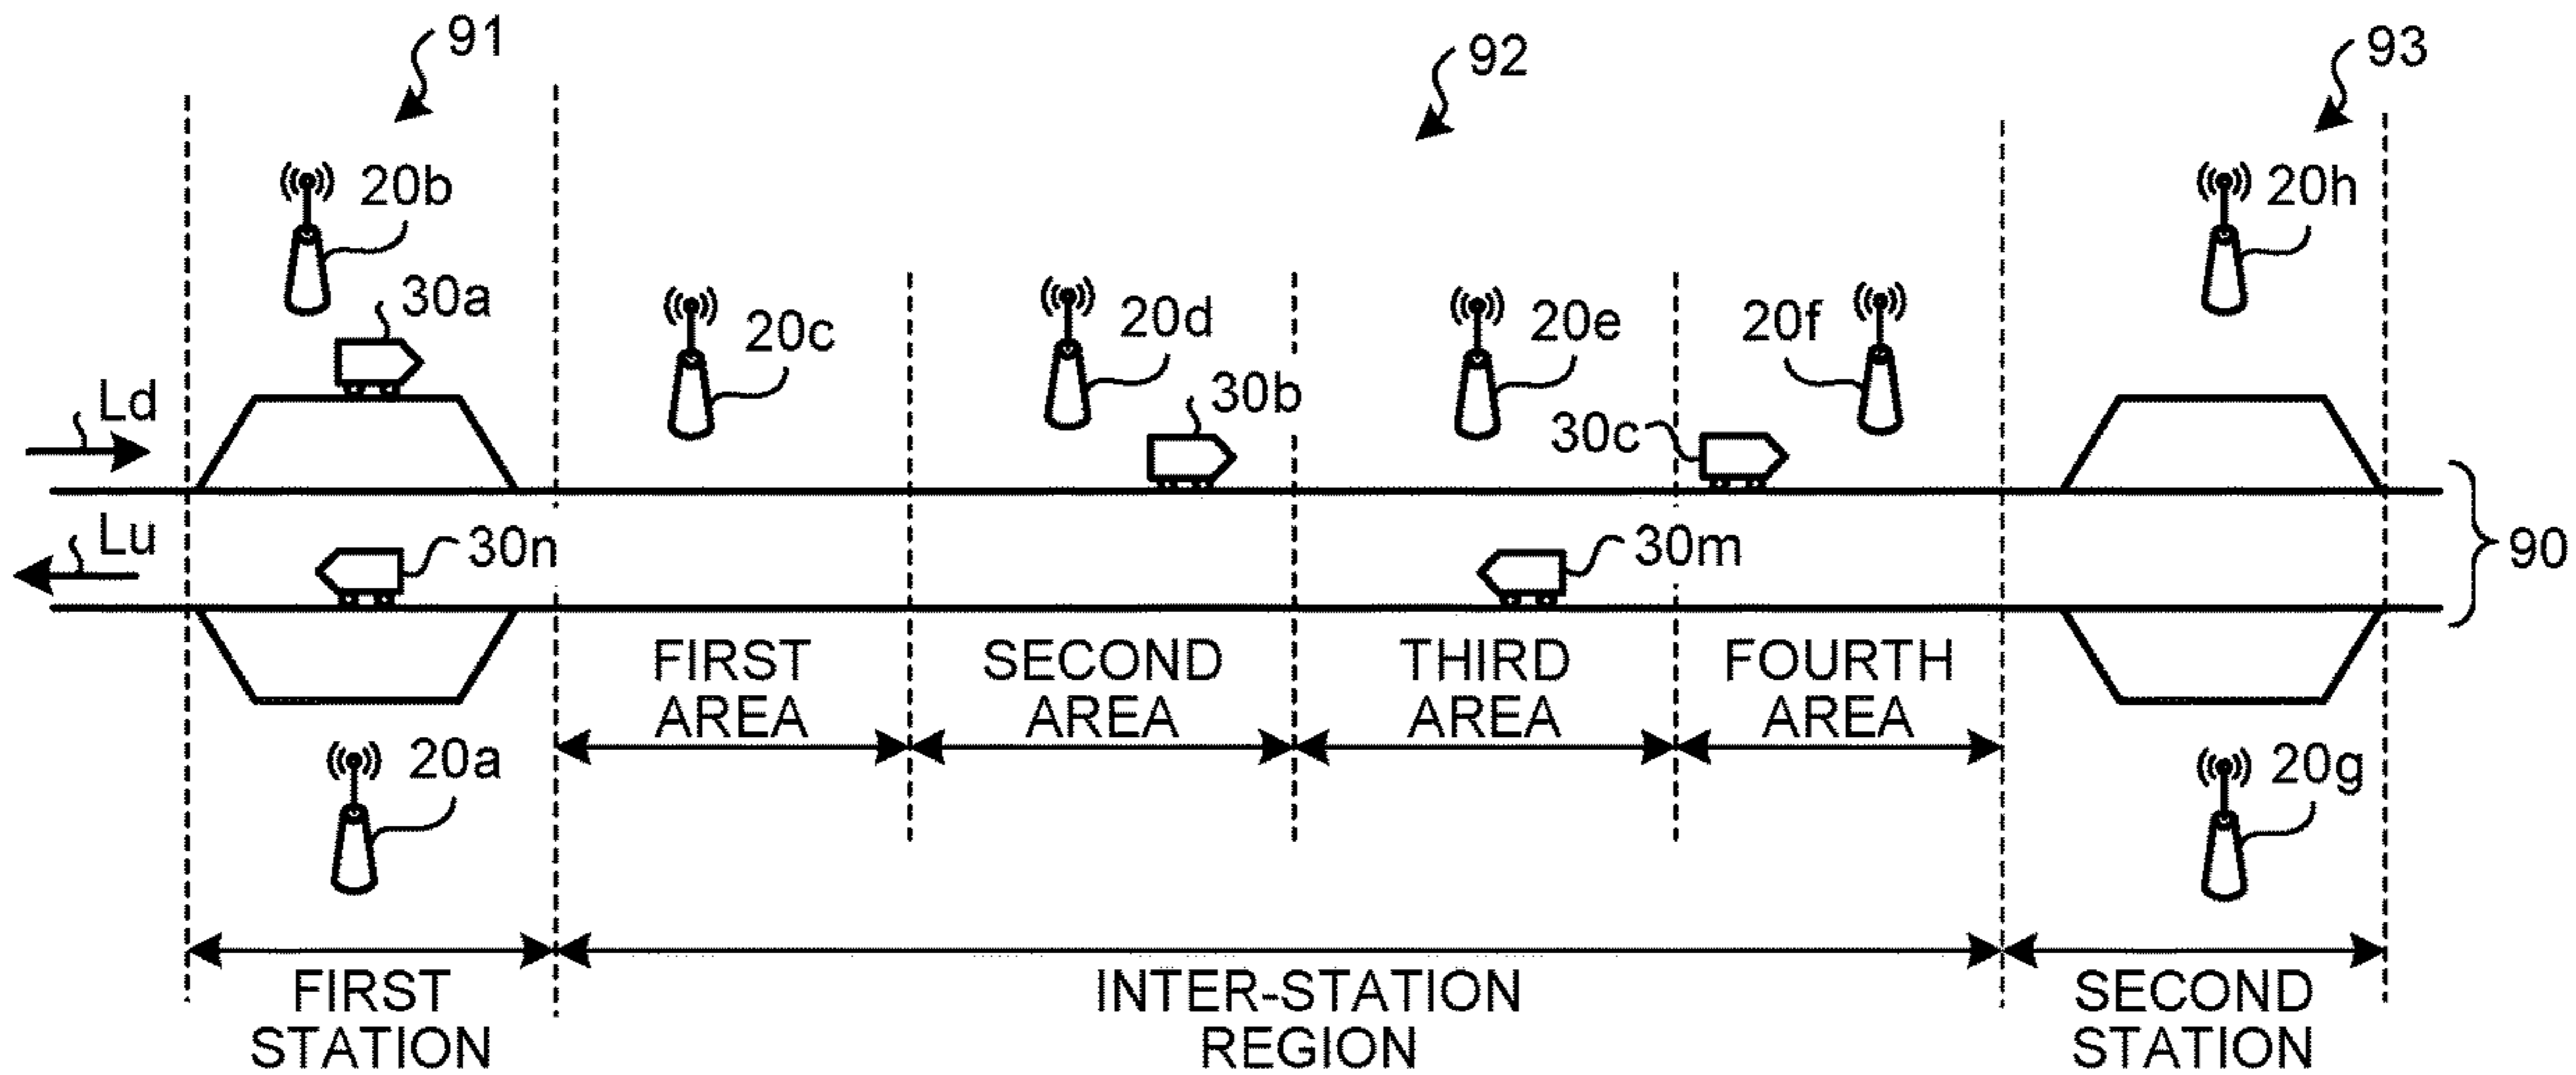 91
92
93
20b
20h
30a
20c
20d
20e
20f
30b
30c
Ld
Lu
30n
30m
90
FIRST
AREA
SECOND
AREA
THIRD
AREA
FOURTH
AREA
20a
20g
FIRST
STATION
INTER-STATION
REGION
SECOND
STATION